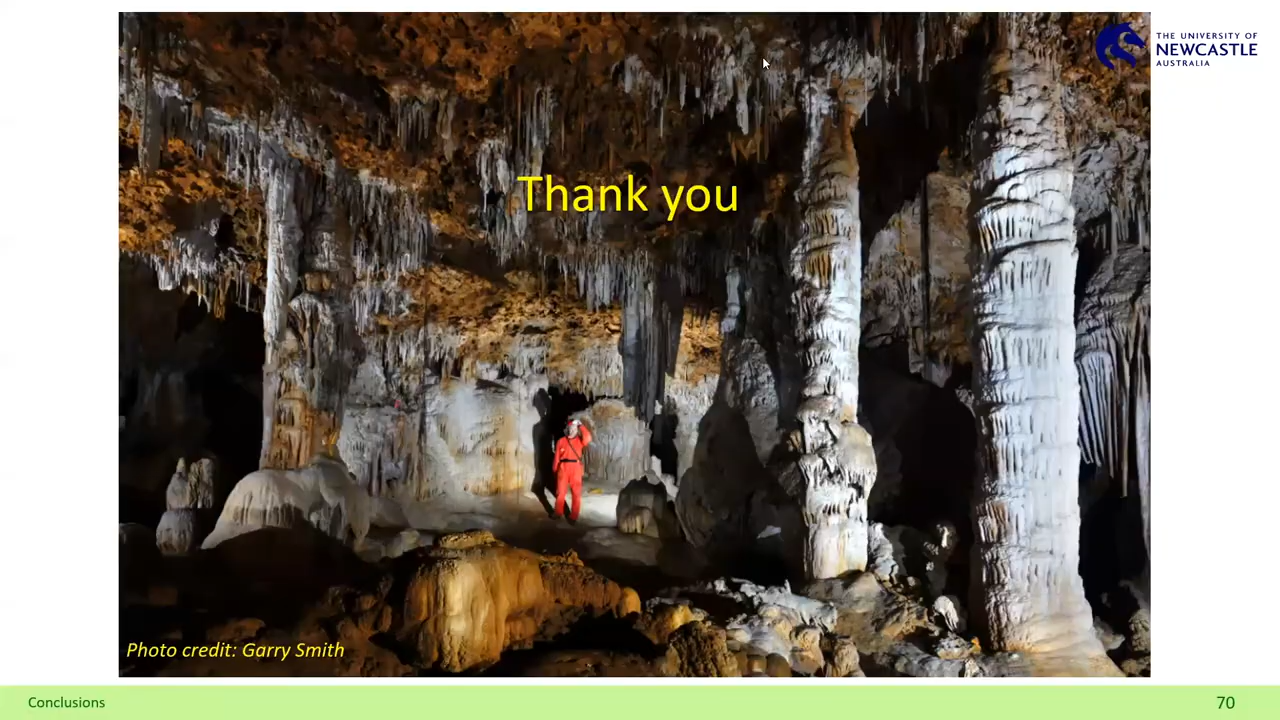 THE UNIVERSITY OF
NEWCASTLE
AUSTRALIA
Thank you
Photo credit: Garry Smith
Conclusions
70